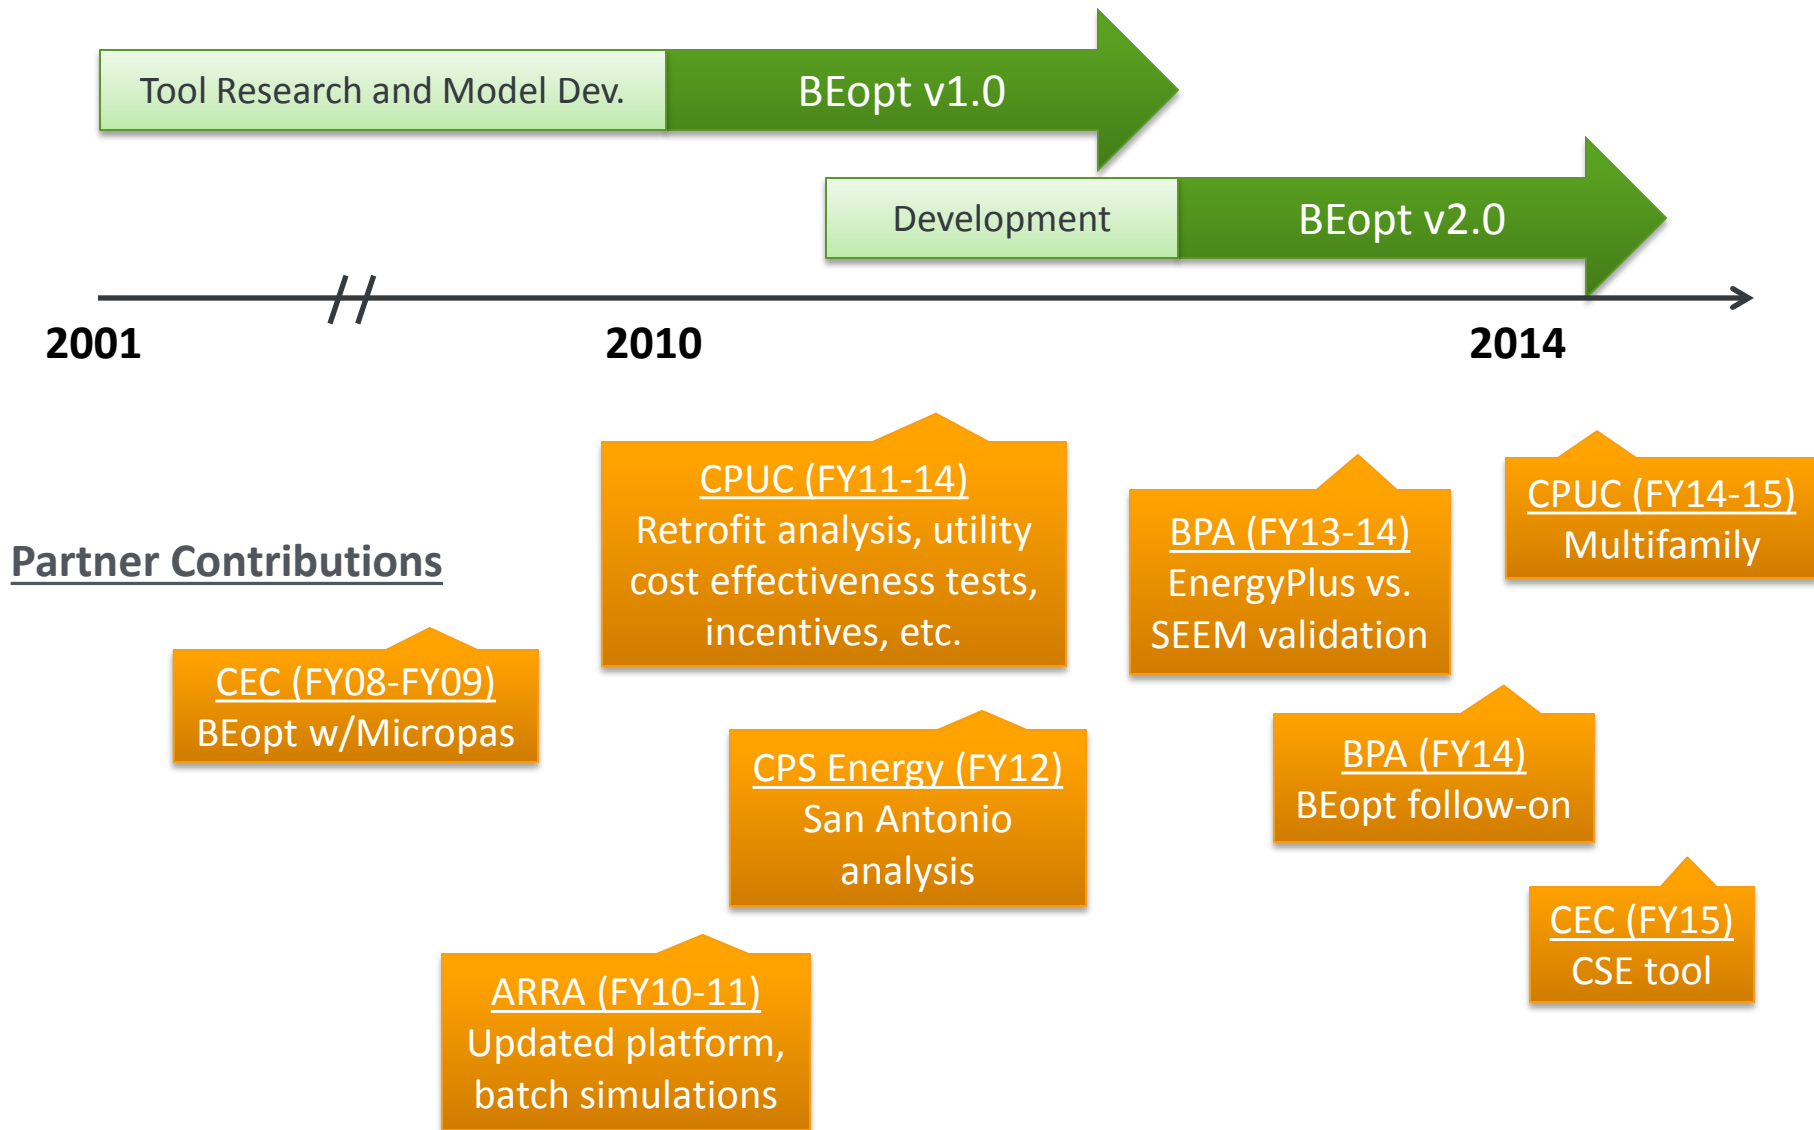 Tool Research and Model Dev.
BEopt v1.0
Development
BEopt v2.0
2001
2010
2014
Partner Contributions
CEC (FY08-FY09)
BEopt w/Micropas
CPUC (FY11-14)
Retrofit analysis, utility
cost effectiveness tests,
incentives, etc.
BPA (FY13-14)
EnergyPlus vs.
SEEM validation
CPUC (FY14-15)
Multifamily
CPS Energy (FY12)
San Antonio
analysis
BPA (FY14)
BEopt follow-on
CEC (FY15)
CSE tool
ARRA (FY10-11)
Updated platform,
batch simulations